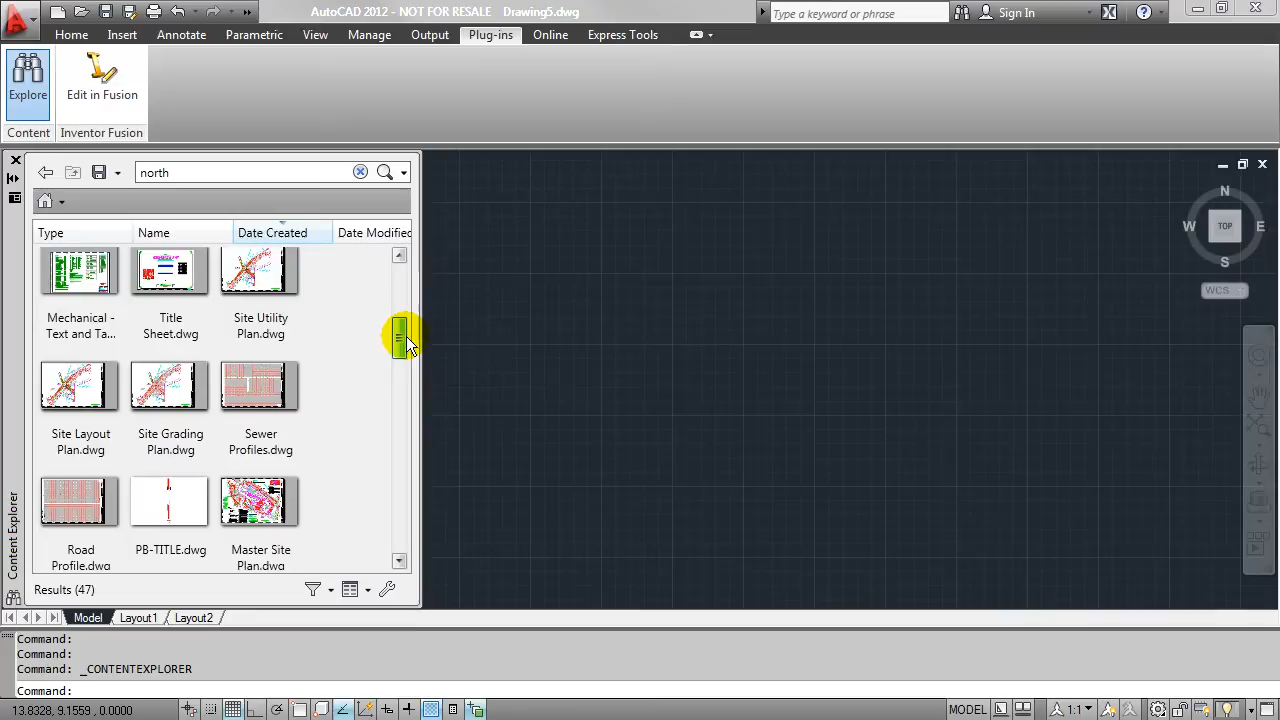 AutoCAD 2012 - NOT FOR RESALE Drawing5.dwg
Type a keyword or phrase
Sign In
Home Insert Annotate Parametric View Manage Output Plug-ins Online Express Tools
Explore
Edit in Fusion
Content
Inventor Fusion
north
Type Name Date Created Date Modified
Mechanical - Text and Ta...
Title Sheet.dwg
Site Utility Plan.dwg
Site Layout Plan.dwg
Site Grading Plan.dwg
Sewer Profiles.dwg
Road Profile.dwg
PB-TITLE.dwg
Master Site Plan.dwg
Results (47)
Content Explorer
N
W TOP E
S
WCS
Model Layout1 Layout2
Command:
Command:
Command: _CONTENTEXPLORER
Command:
13.8328, 9.1559, 0.0000
MODEL
1:1